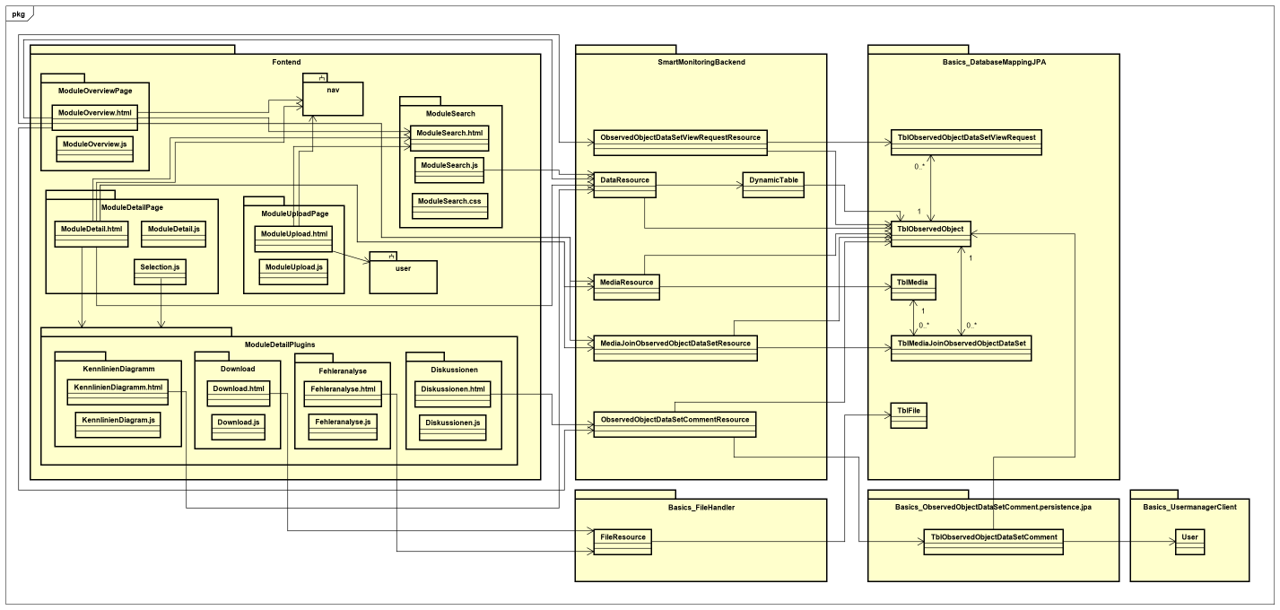 pkg
Fontend
ModuleOverviewPage
ModuleOverview.html
ModuleOverview.js
nav
ModuleSearch
ModuleSearch.html
ModuleSearch.js
ModuleSearch.css
ModuleDetailPage
ModuleDetail.html
ModuleDetail.js
Selection.js
ModuleUploadPage
ModuleUpload.html
ModuleUpload.js
user
ModuleDetailPlugins
KennlinienDiagramm
KennlinienDiagramm.html
KennlinienDiagram.js
Download
Download.html
Download.js
Fehleranalyse
Fehleranalyse.html
Fehleranalyse.js
Diskussionen
Diskussionen.html
Diskussionen.js
SmartMonitoringBackend
ObservedObjectDataSetViewRequestResource
DataResource
DynamicTable
MediaResource
MediaJoinObservedObjectDataSetResource
ObservedObjectDataSetCommentResource
Basics_DatabaseMappingJPA
TblObservedObjectDataSetViewRequest
0..*
1
TblObservedObject
1
TblMedia
1
0..*
0..*
TblMediaJoinObservedObjectDataSet
TblFile
Basics_FileHandler
FileResource
Basics_ObservedObjectDataSetComment.persistence.jpa
TblObservedObjectDataSetComment
Basics_UsermanagerClient
User